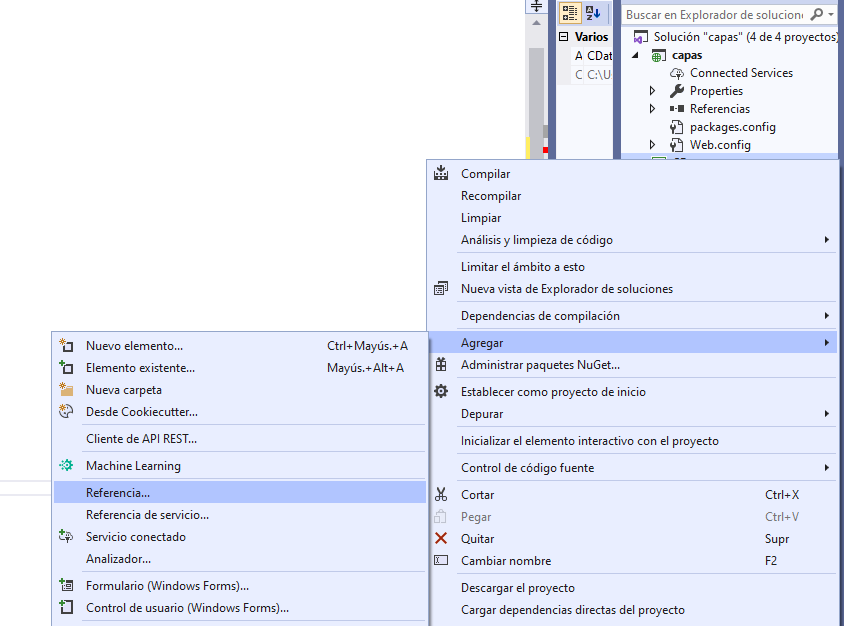 Buscar en Explorador de solucion
Varios
Solución "capas" (4 de 4 proyectos)
A CDat
capas
C C:\U
Connected Services
Properties
Referencias
packages.config
Web.config
Compilar
Recompilar
Limpiar
Análisis y limpieza de código
Limitar el ámbito a esto
Nueva vista de Explorador de soluciones
Dependencias de compilación
Agregar
Administrar paquetes NuGet...
Establecer como proyecto de inicio
Depurar
Inicializar el elemento interactivo con el proyecto
Control de código fuente
Cortar Ctrl+X
Pegar Ctrl+V
Quitar Supr
Cambiar nombre F2
Descargar el proyecto
Cargar dependencias directas del proyecto
Nuevo elemento... Ctrl+Mayús.+A
Elemento existente... Mayús.+Alt+A
Nueva carpeta
Desde Cookiecutter...
Cliente de API REST...
Machine Learning
Referencia...
Referencia de servicio...
Servicio conectado
Analizador...
Formulario (Windows Forms)...
Control de usuario (Windows Forms)...